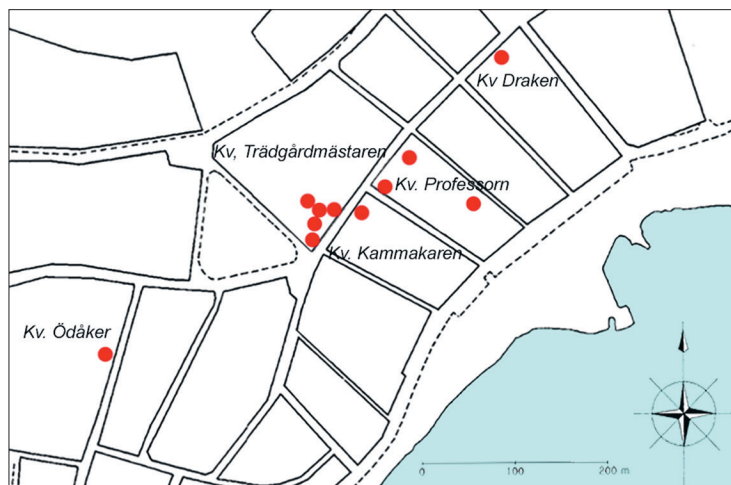 Kv Draken
Kv, Trädgårdmästaren
Kv. Professorn
Kv. Kammakaren
Kv. Ödåker
0 100 200 m